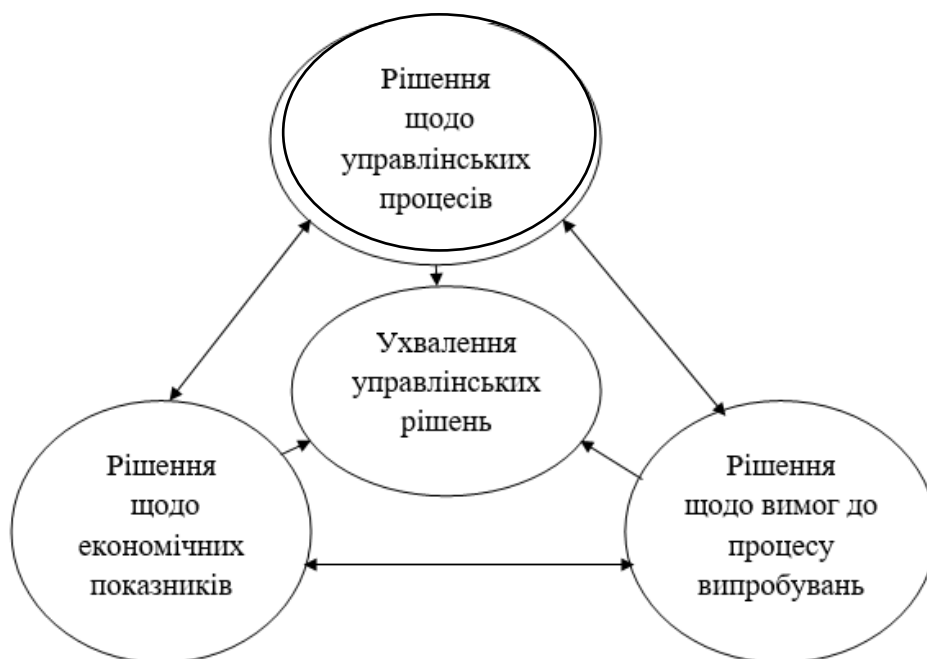 Рішення
щодо
управлінських
процесів
Ухвалення
управлінських
рішень
Рішення
щодо
економічних
показників
Рішення
щодо вимог до
процесу
випробувань